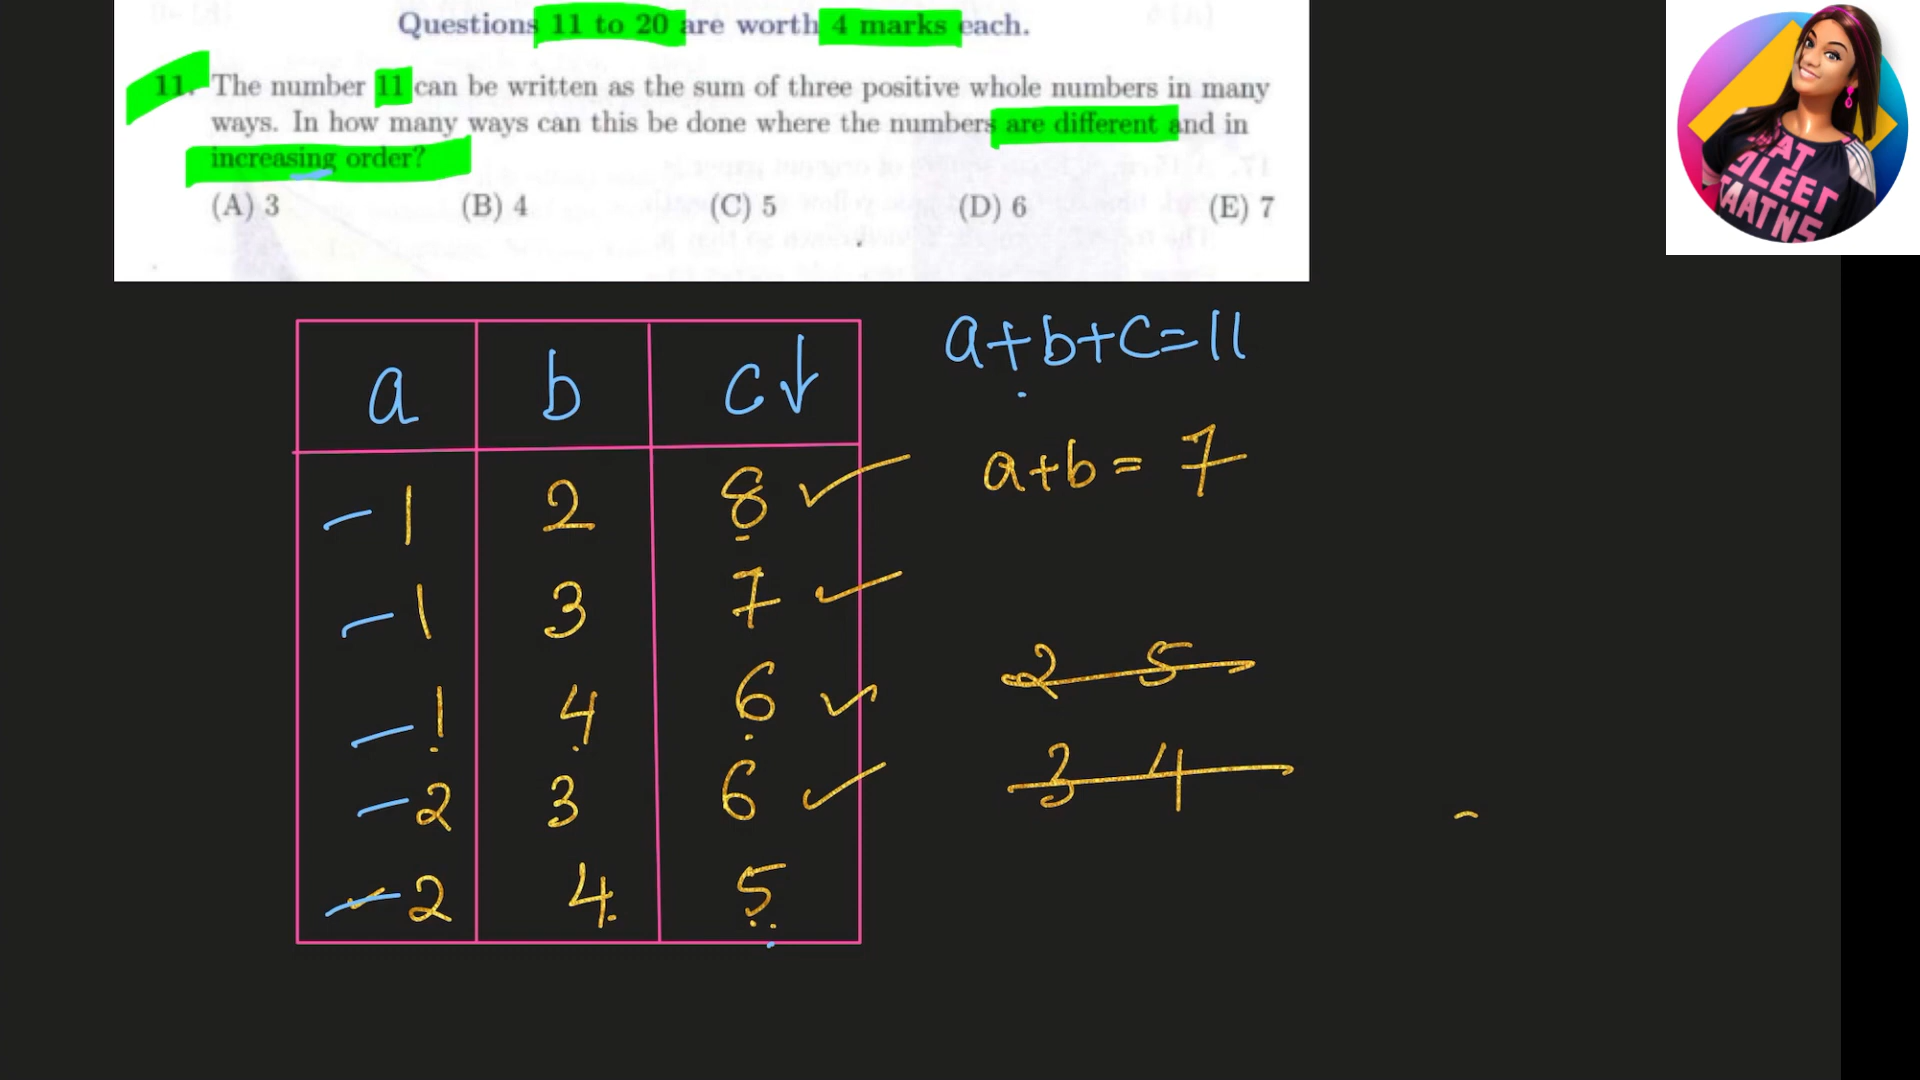 Questions 11 to 20 are worth 4 marks each.
11. The number 11 can be written as the sum of three positive whole numbers in many
ways. In how many ways can this be done where the numbers are different and in
increasing order?
(A) 3 (B) 4 (C) 5 (D) 6 (E) 7
a+b+c=11
a b c↓
a+b= 7
1 2 8 ✓
1 3 7 ✓
2 5
1 4 6 ✓
3 4
2 3 6 ✓
2 4 5